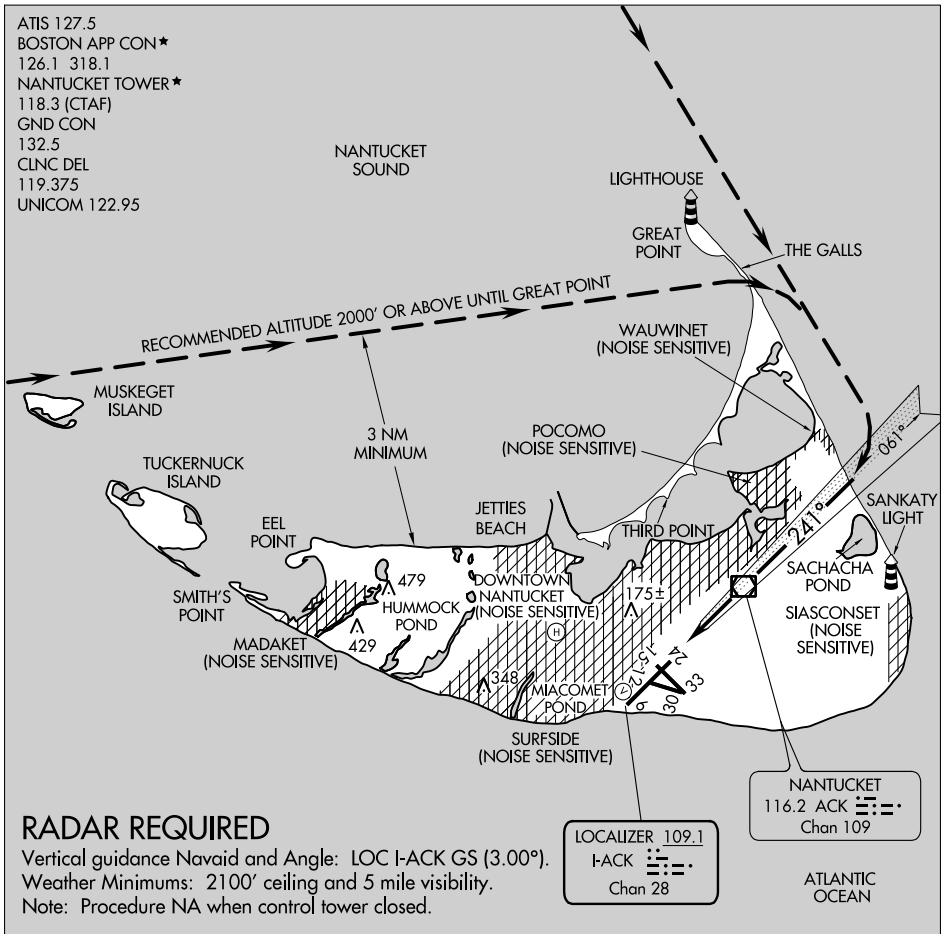 ATIS 127.5
BOSTON APP CON★
126.1 318.1
NANTUCKET TOWER★
118.3 (CTAF)
GND CON
132.5
CLNC DEL
119.375
UNICOM 122.95
NANTUCKET
SOUND
LIGHTHOUSE
GREAT
POINT
THE GALLS
RECOMMENDED ALTITUDE 2000' OR ABOVE UNTIL GREAT POINT
WAUWINET
(NOISE SENSITIVE)
MUSKEGET
ISLAND
3 NM
MINIMUM
POCOMO
(NOISE SENSITIVE)
061°
TUCKERNUCK
ISLAND
JETTIES
BEACH
EEL
POINT
THIRD POINT
241°
SANKATY
LIGHT
SACHACHA
POND
SMITH'S
POINT
479
HUMMOCK
POND
DOWNTOWN
NANTUCKET
(NOISE SENSITIVE)
175±
H
SIASCONSET
(NOISE
SENSITIVE)
MADAKET
(NOISE SENSITIVE)
429
348
MIACOMET
POND
V
6
12
15
24
30
33
SURFSIDE
(NOISE SENSITIVE)
NANTUCKET
116.2 ACK
Chan 109
LOCALIZER 109.1
I-ACK
Chan 28
ATLANTIC
OCEAN
RADAR REQUIRED
Vertical guidance Navaid and Angle: LOC I-ACK GS (3.00°).
Weather Minimums: 2100' ceiling and 5 mile visibility.
Note: Procedure NA when control tower closed.